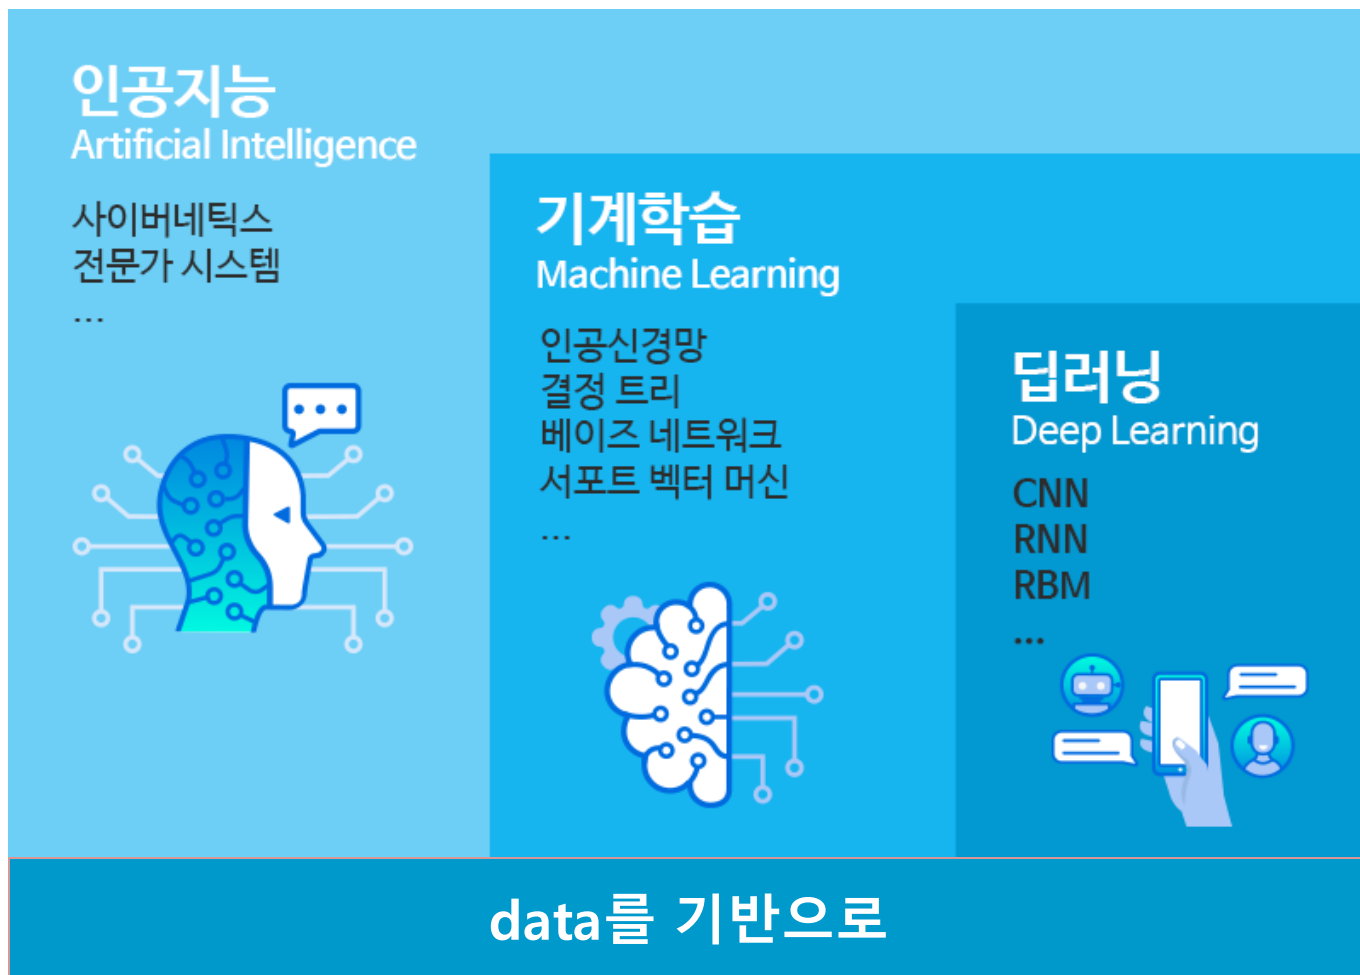 인공지능
Artificial Intelligence
사이버네틱스
전문가 시스템
...
기계학습
Machine Learning
인공신경망
결정 트리
베이즈 네트워크
서포트 벡터 머신
...
딥러닝
Deep Learning
CNN
RNN
RBM
...
data를 기반으로